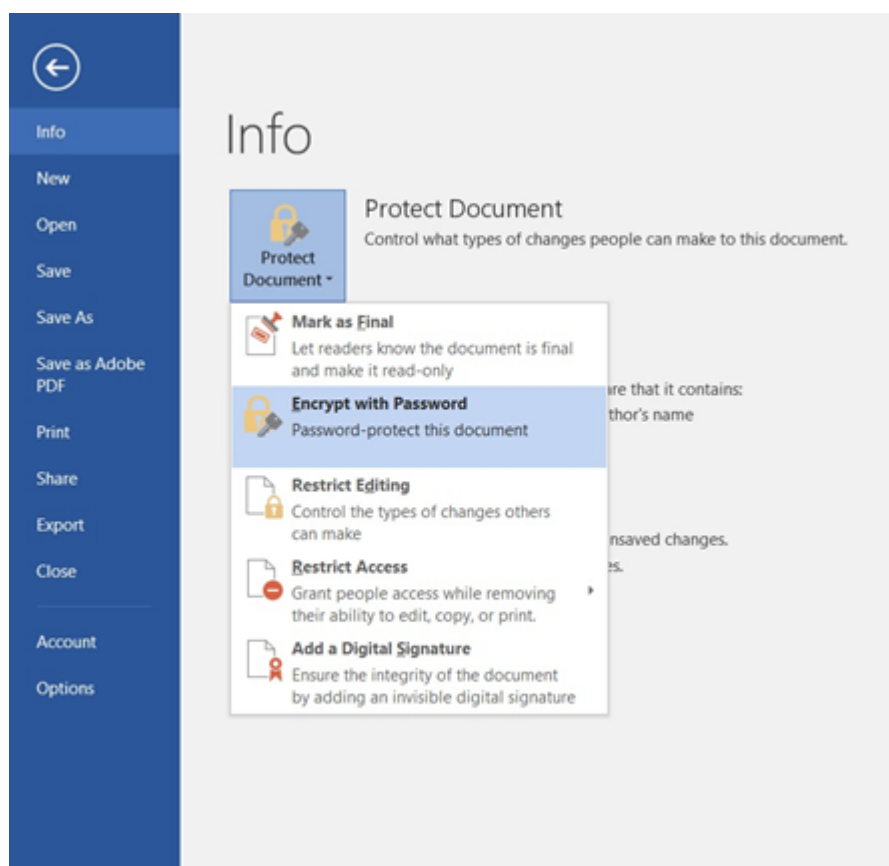 Info
New
Open
Save
Save As
Save as Adobe
PDF
Print
Share
Export
Close
Account
Options
Info
Protect
Document
Protect Document
Control what types of changes people can make to this document.
Mark as Final
Let readers know the document is final
and make it read-only
Encrypt with Password
Password-protect this document
Restrict Editing
Control the types of changes others
can make
Restrict Access
Grant people access while removing
their ability to edit, copy, or print.
Add a Digital Signature
Ensure the integrity of the document
by adding an invisible digital signature
that it contains:
name
changes.